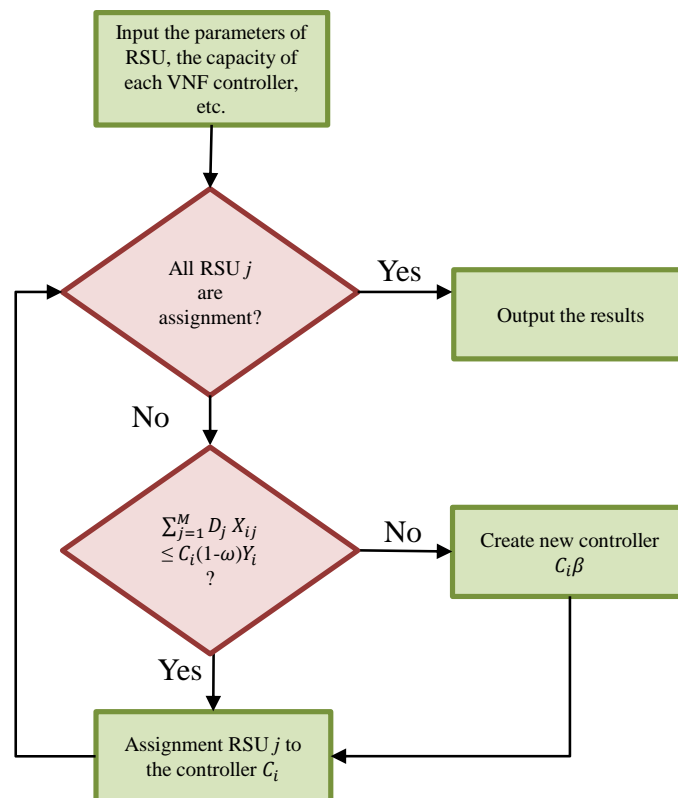 Input the parameters of
RSU, the capacity of
each VNF controller,
etc.
All RSU j
are
assignment?
Yes
Output the results
No
∑_{j=1}^{M} D_j X_{ij}
≤ C_i(1-ω)Y_i
?
No
Create new controller
C_iβ
Yes
Assignment RSU j to
the controller C_i